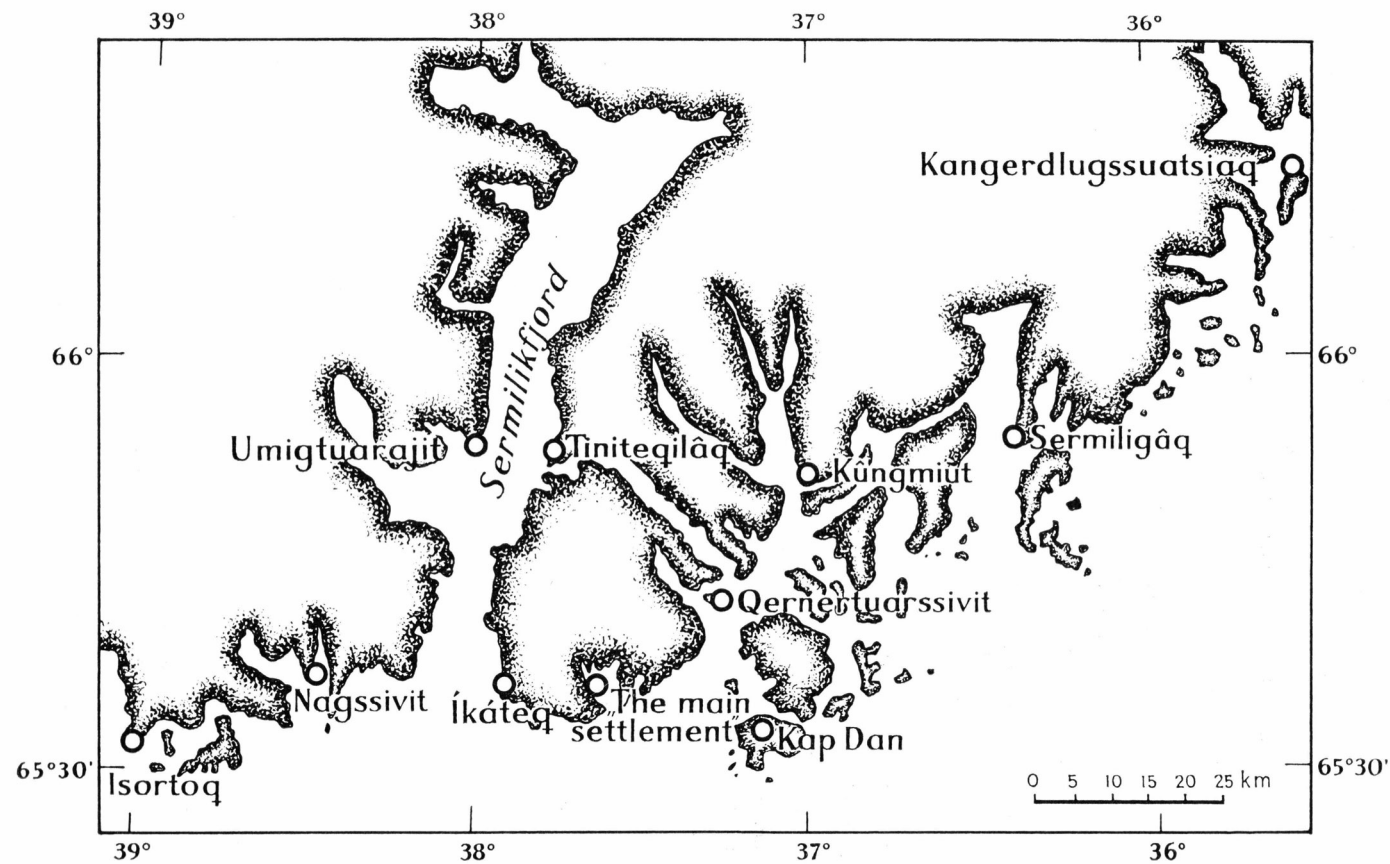 39° 38° 37° 36°
Kangerdlugssuatsiaq
Sermilikfjord
66° 66°
Umigtuarajit Tiniteqilâq Sermiligâq
Kûngmiut
Qernertuarssivit
Nagssivit Íkáteq „The main
settlement"
Kap Dan
65°30' 65°30'
Isortoq
0 5 10 15 20 25 km
39° 38° 37° 36°